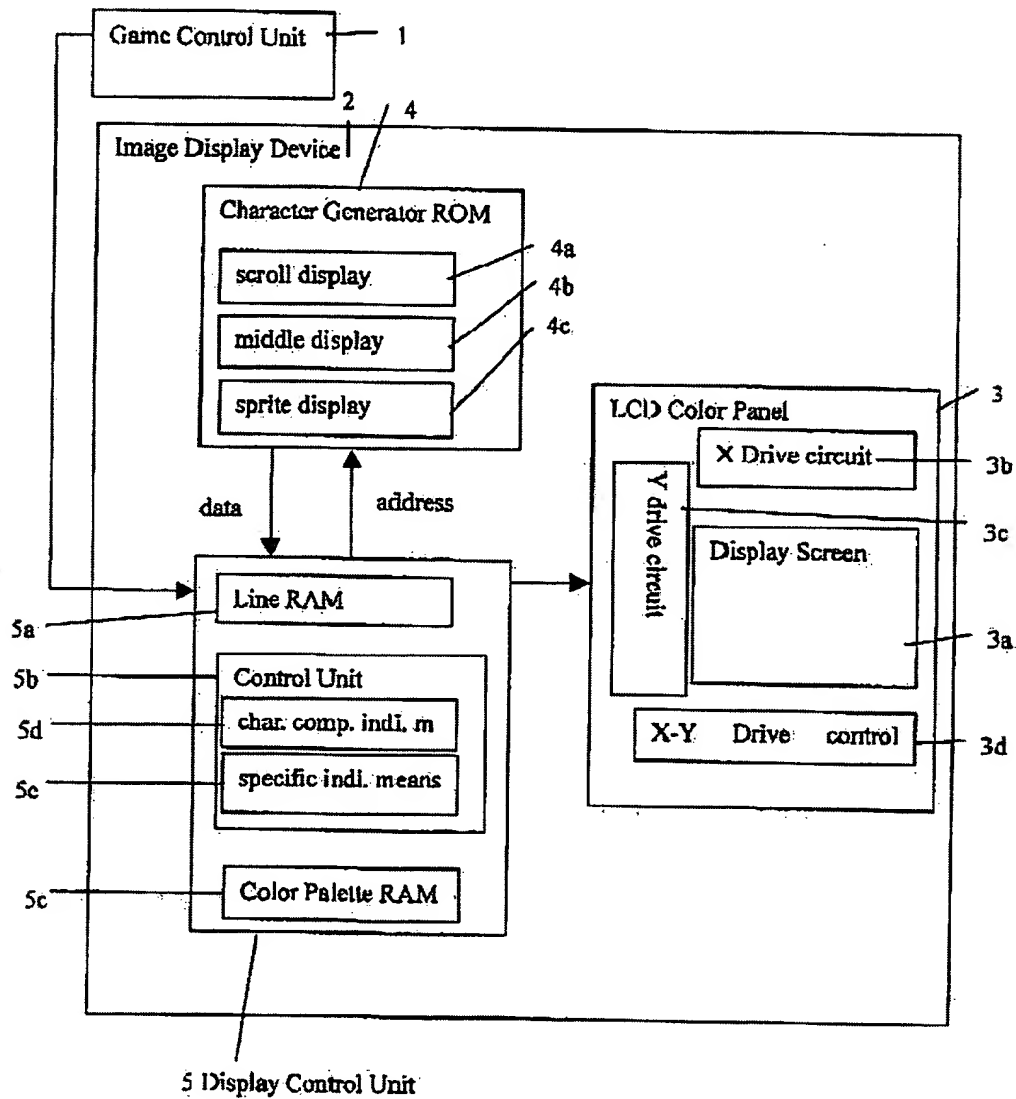 Game Control Unit
1
2
4
Image Display Device
Character Generator ROM
scroll display
4a
middle display
4b
sprite display
4c
data
address
LCD Color Panel
3
X Drive circuit
3b
Y drive circuit
3c
Display Screen
3a
X-Y Drive control
3d
Line RAM
5a
5b
Control Unit
5d
char. comp. indi. m
5e
specific indi. means
5c
Color Palette RAM
5 Display Control Unit